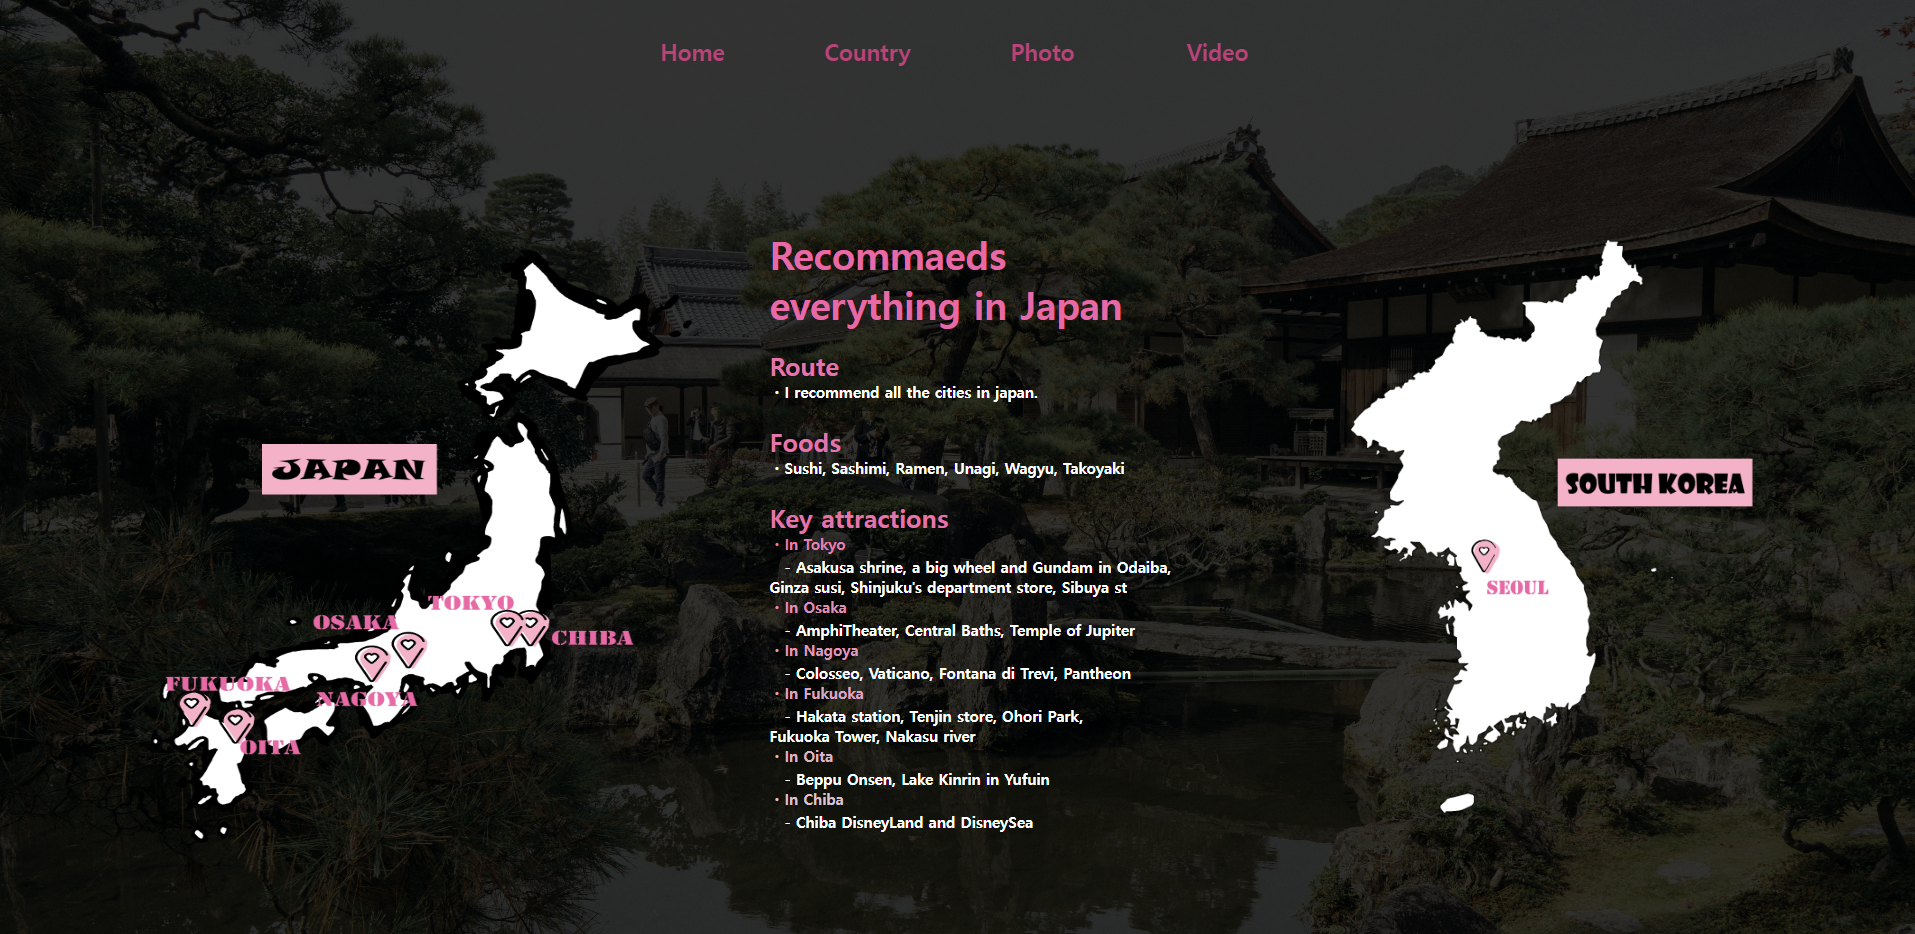 Home Country Photo Video
Recommaeds
everything in Japan
Route
・I recommend all the cities in japan.
Foods
・Sushi, Sashimi, Ramen, Unagi, Wagyu, Takoyaki
Key attractions
・In Tokyo
- Asakusa shrine, a big wheel and Gundam in Odaiba,
Ginza susi, Shinjuku's department store, Sibuya st
・In Osaka
- AmphiTheater, Central Baths, Temple of Jupiter
・In Nagoya
- Colosseo, Vaticano, Fontana di Trevi, Pantheon
・In Fukuoka
- Hakata station, Tenjin store, Ohori Park,
Fukuoka Tower, Nakasu river
・In Oita
- Beppu Onsen, Lake Kinrin in Yufuin
・In Chiba
- Chiba DisneyLand and DisneySea
JAPAN
TOKYO
OSAKA
CHIBA
FUKUOKA
NAGOYA
OITA
SOUTH KOREA
SEOUL